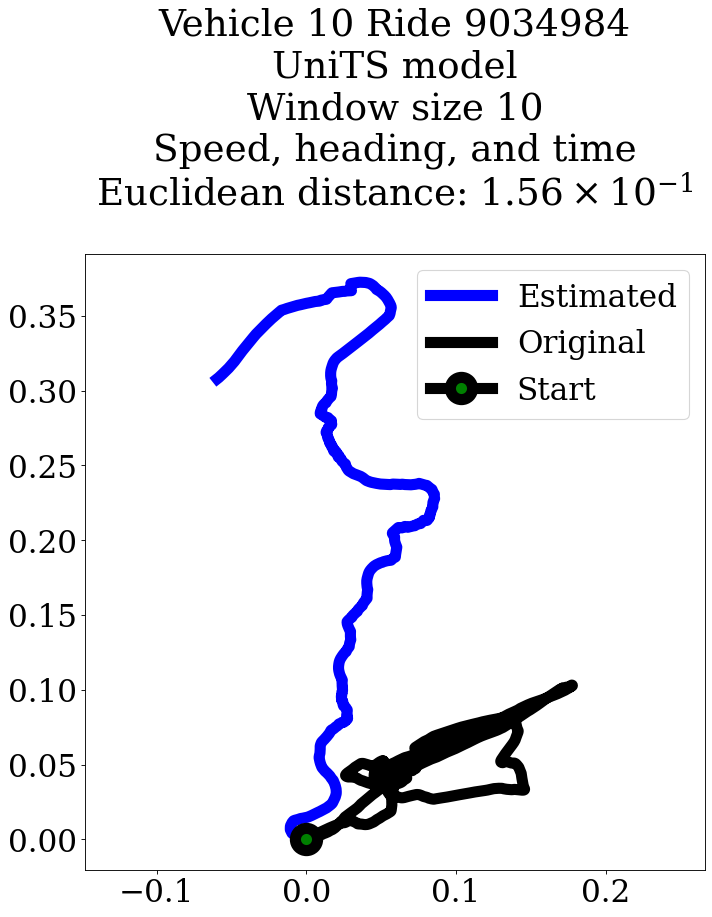 Vehicle 10 Ride 9034984
UniTS model
Window size 10
Speed, heading, and time
Euclidean distance: 1.56 × 10⁻¹
Estimated
Original
Start
0.35
0.30
0.25
0.20
0.15
0.10
0.05
0.00
−0.1 0.0 0.1 0.2